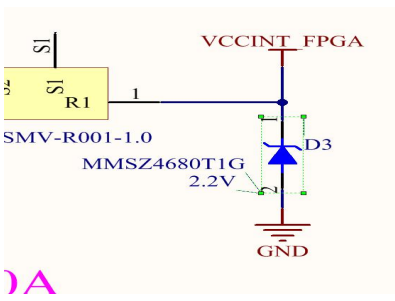 VCCINT_FPGA
S1
S1
R1
1
SMV-R001-1.0
1
D3
MMSZ4680T1G
2.2V
2
GND